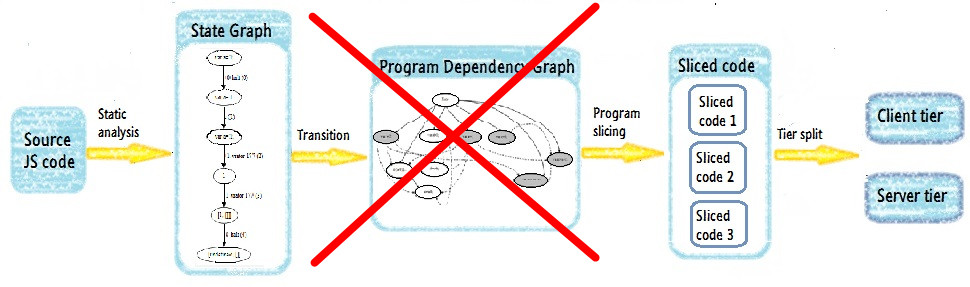 State Graph
Program Dependency Graph
Sliced code
Source
JS code
Static
analysis
Transition
Program
slicing
Sliced
code 1
Sliced
code 2
Sliced
code 3
Tier split
Client tier
Server tier